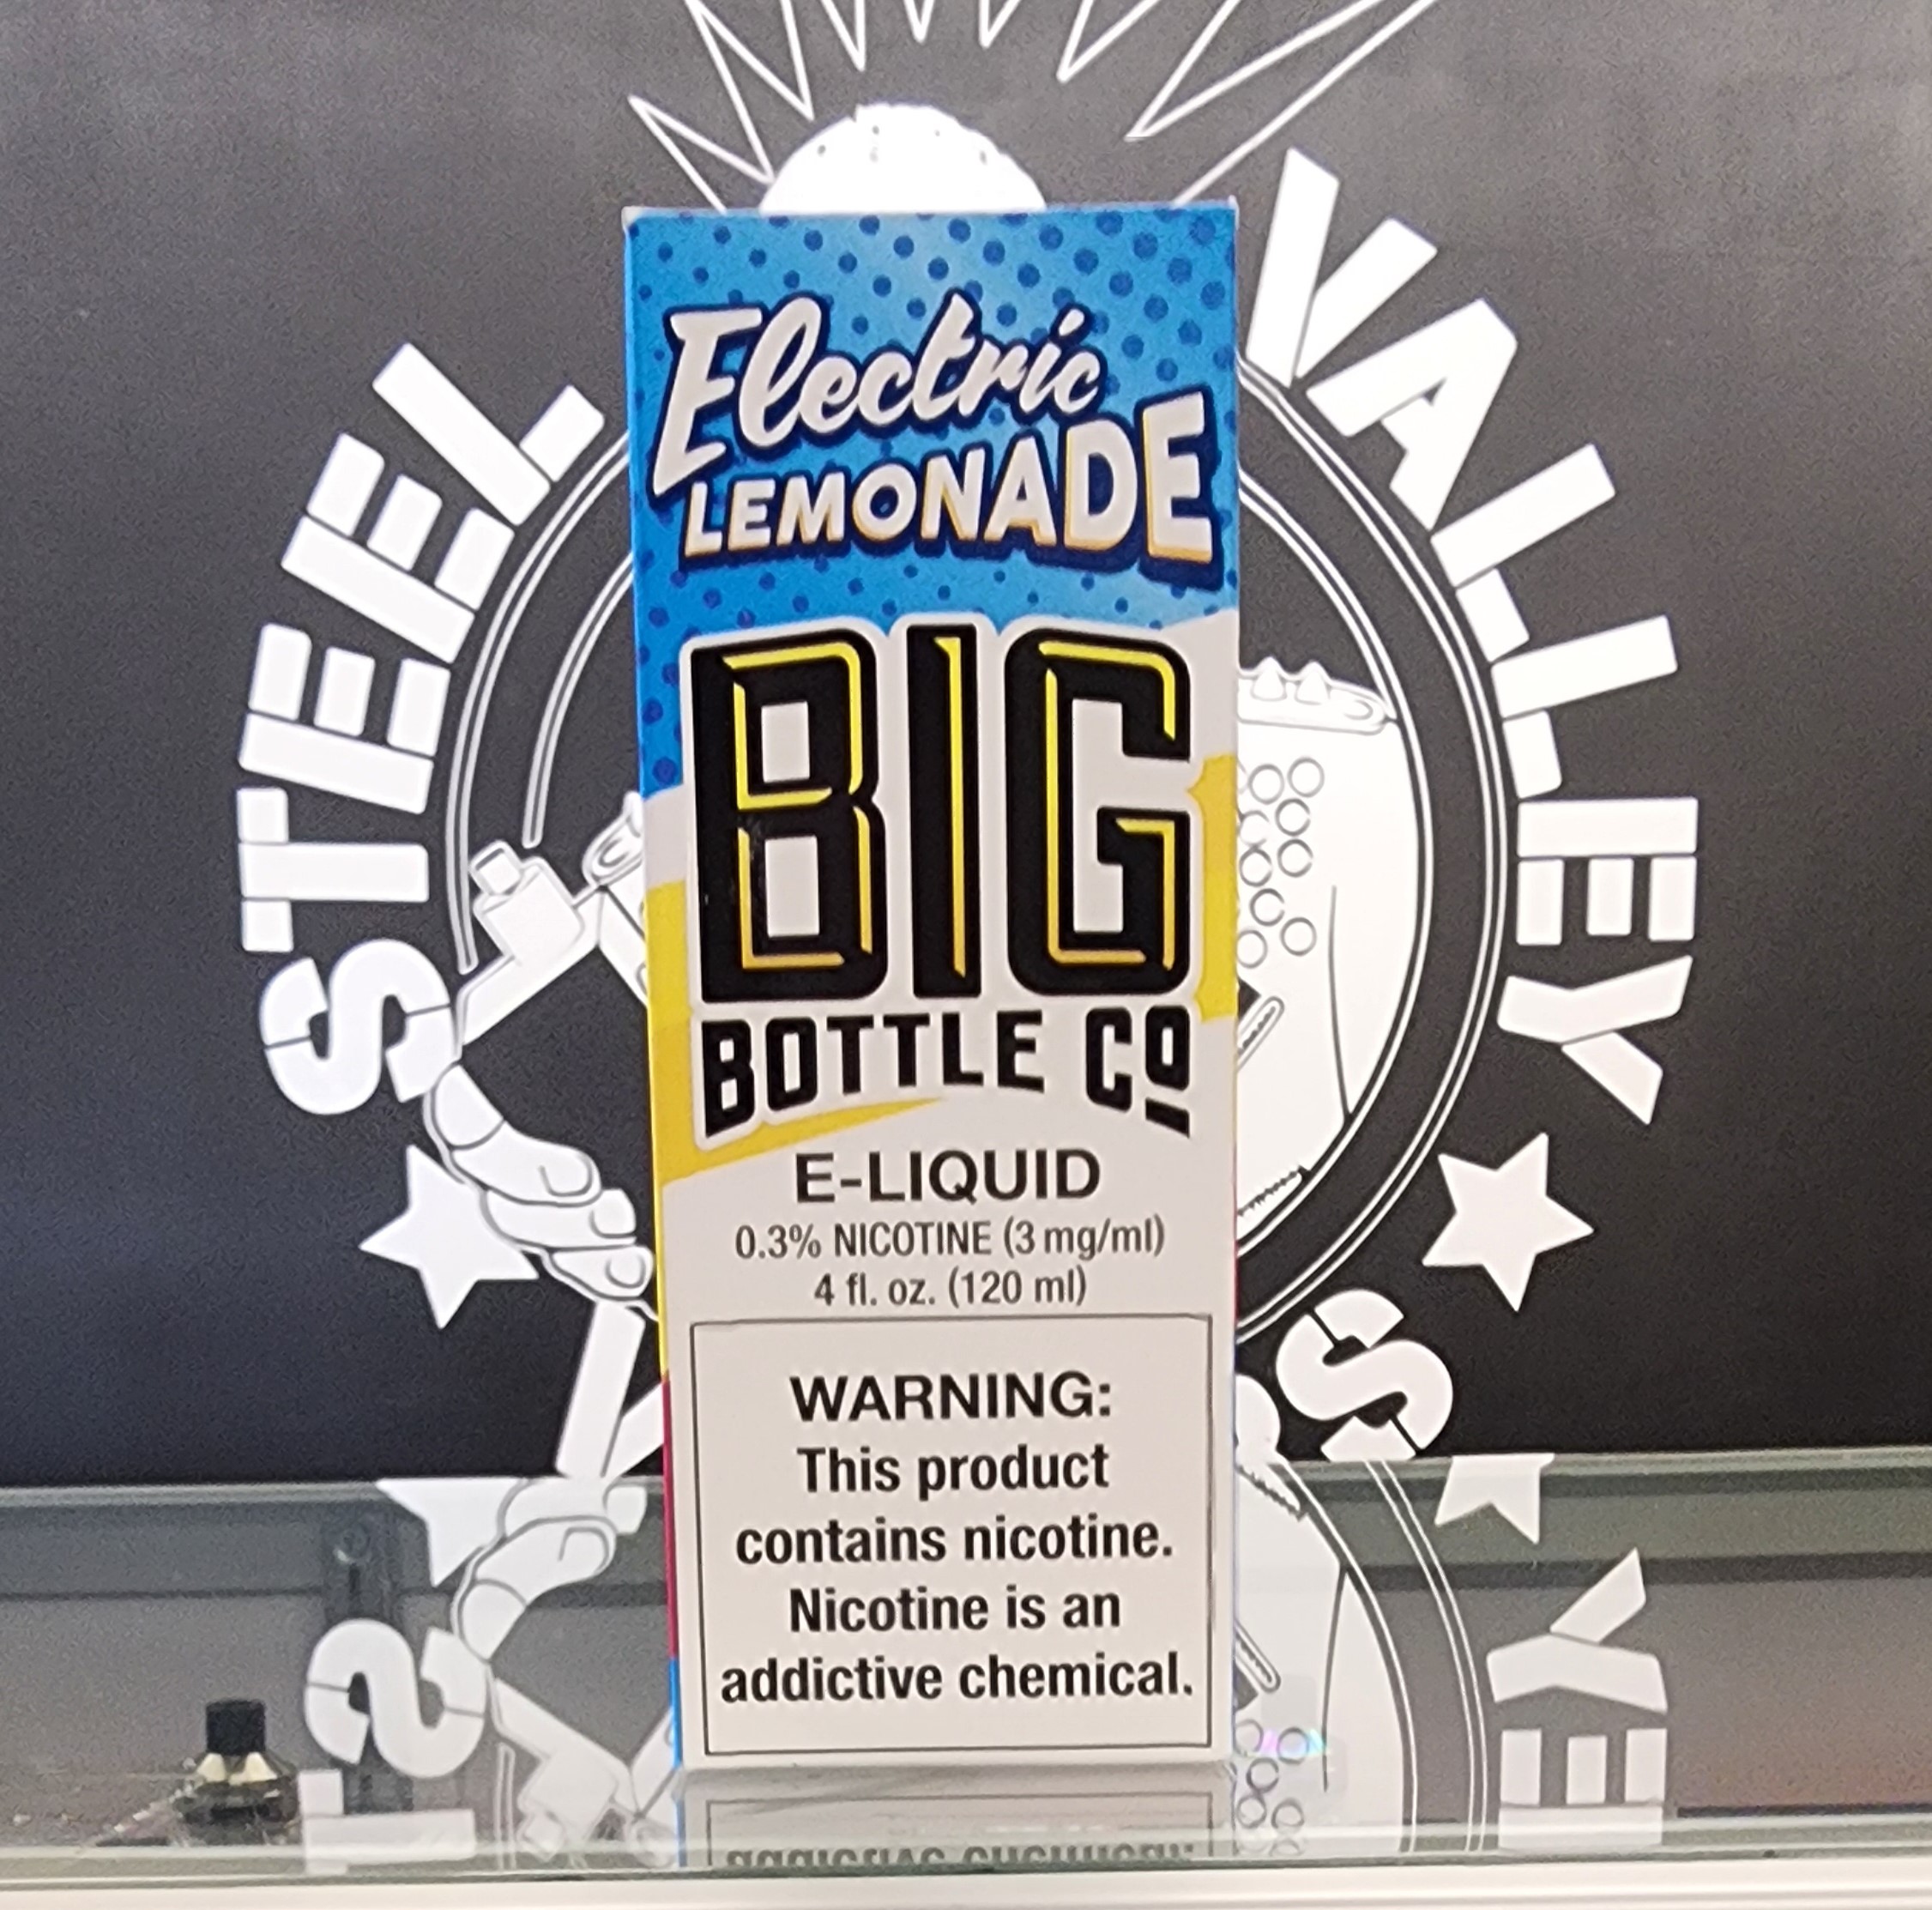 STEEL VALLEY
Electric
LEMONADE
BIG
BOTTLE Co
E-LIQUID
0.3% NICOTINE (3 mg/ml)
4 fl. oz. (120 ml)
WARNING:
This product
contains nicotine.
Nicotine is an
addictive chemical.